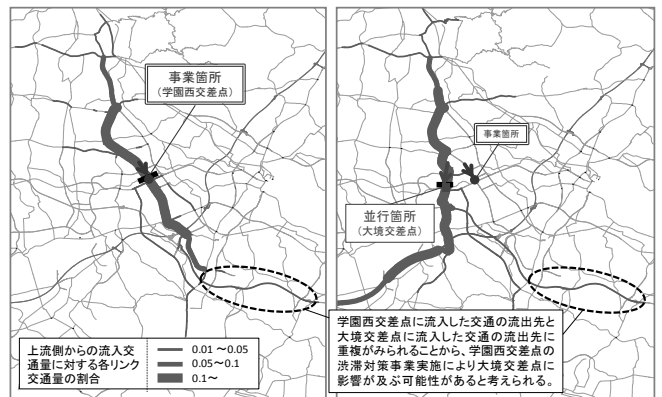 事業箇所
(学園西交差点)
事業箇所
並行箇所
(大境交差点)
上流側からの流入交
通量に対する各リンク
交通量の割合
0.01 ～0.05
0.05～0.1
0.1～
学園西交差点に流入した交通の流出先と
大境交差点に流入した交通の流出先に
重複がみられることから、学園西交差点の
渋滞対策事業実施により大境交差点に
影響が及ぶ可能性があると考えられる。